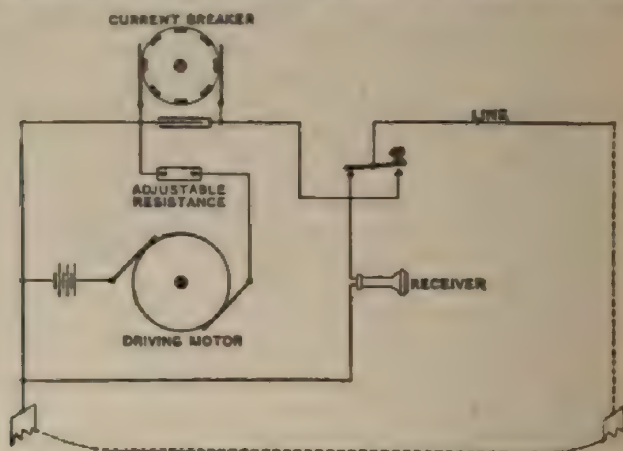 CURRENT BREAKER
LINE
ADJUSTABLE
RESISTANCE
RECEIVER
DRIVING MOTOR